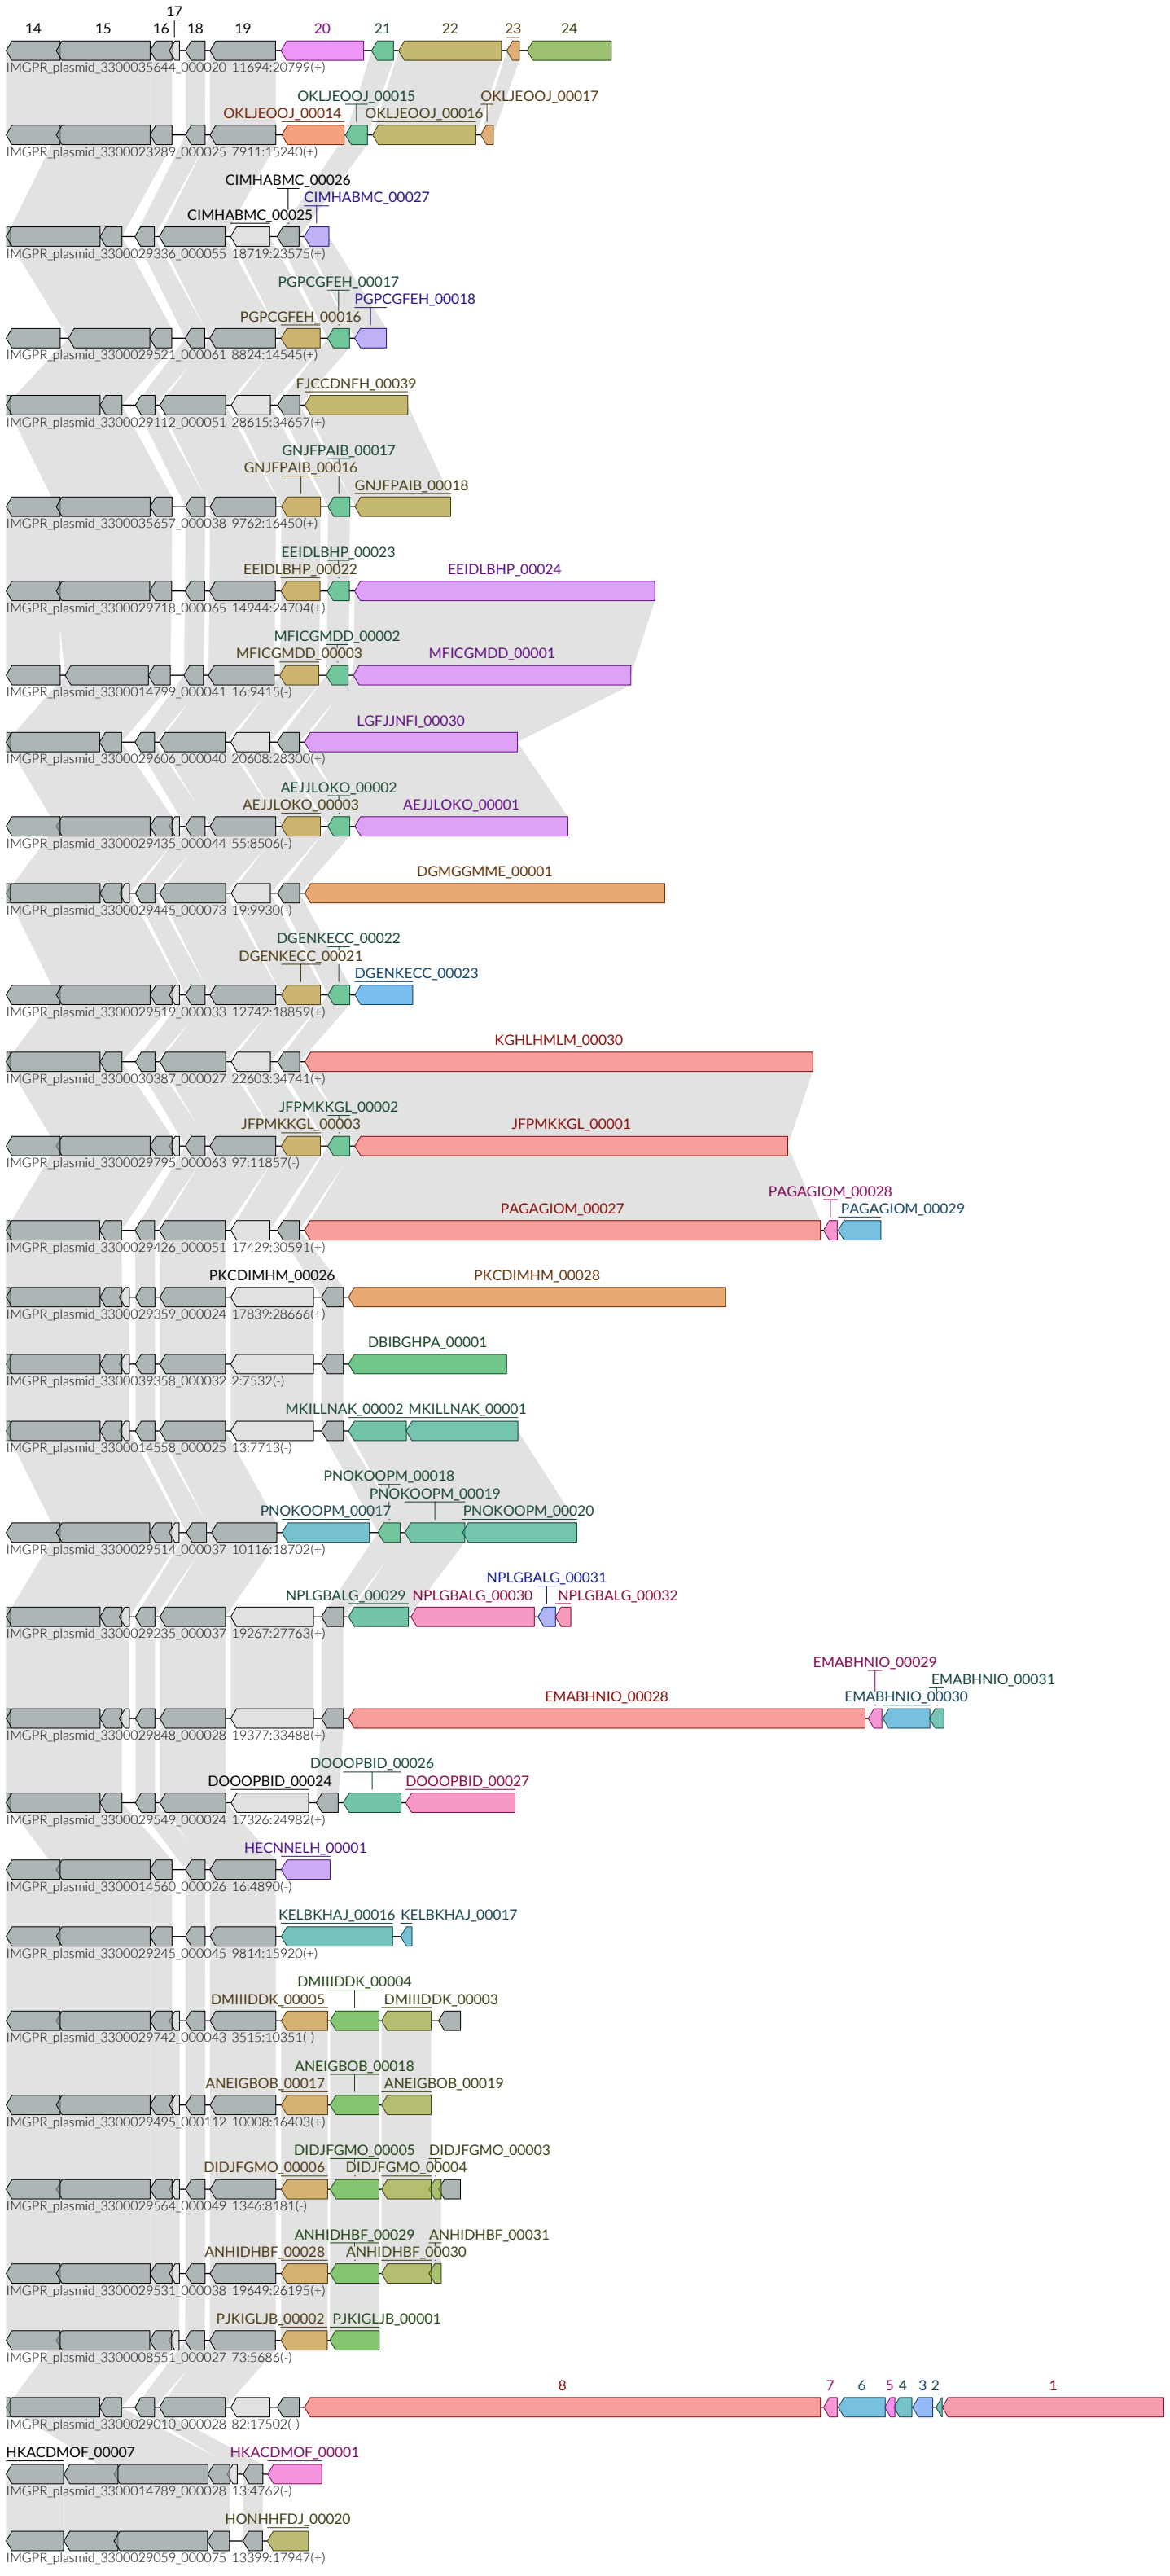 17
14 15 16 18 19 20 21 22 23 24
IMGPR_plasmid_3300035644_000020 11694:20799(+)
OKLJEOOJ_00015 OKLJEOOJ_00017
OKLJEOOJ_00014 OKLJEOOJ_00016
IMGPR_plasmid_3300023289_000025 7911:15240(+)
CIMHABMC_00026
CIMHABMC_00027
CIMHABMC_00025
IMGPR_plasmid_3300029336_000055 18719:23575(+)
PGPCGFEH_00017
PGPCGFEH_00018
PGPCGFEH_00016
IMGPR_plasmid_3300029521_000061 8824:14545(+)
FJCCDNFH_00039
IMGPR_plasmid_3300029112_000051 28615:34657(+)
GNJFPAIB_00017
GNJFPAIB_00016
GNJFPAIB_00018
IMGPR_plasmid_3300035657_000038 9762:16450(+)
EEIDLBHP_00023
EEIDLBHP_00022 EEIDLBHP_00024
IMGPR_plasmid_3300029718_000065 14944:24704(+)
MFICGMDD_00002
MFICGMDD_00003 MFICGMDD_00001
IMGPR_plasmid_3300014799_000041 16:9415(-)
LGFJJNFI_00030
IMGPR_plasmid_3300029606_000040 20608:28300(+)
AEJJLOKO_00002
AEJJLOKO_00003 AEJJLOKO_00001
IMGPR_plasmid_3300029435_000044 55:8506(-)
DGMGGMME_00001
IMGPR_plasmid_3300029445_000073 19:9930(-)
DGENKECC_00022
DGENKECC_00021
DGENKECC_00023
IMGPR_plasmid_3300029519_000033 12742:18859(+)
KGHLHMLM_00030
IMGPR_plasmid_3300030387_000027 22603:34741(+)
JFPMKKGL_00002
JFPMKKGL_00003 JFPMKKGL_00001
IMGPR_plasmid_3300029795_000063 97:11857(-)
PAGAGIOM_00028
PAGAGIOM_00027 PAGAGIOM_00029
IMGPR_plasmid_3300029426_000051 17429:30591(+)
PKCDIMHM_00026 PKCDIMHM_00028
IMGPR_plasmid_3300029359_000024 17839:28666(+)
DBIBGHPA_00001
IMGPR_plasmid_3300039358_000032 2:7532(-)
MKILLNAK_00002 MKILLNAK_00001
IMGPR_plasmid_3300014558_000025 13:7713(-)
PNOKOOPM_00018
PNOKOOPM_00019
PNOKOOPM_00017 PNOKOOPM_00020
IMGPR_plasmid_3300029514_000037 10116:18702(+)
NPLGBALG_00031
NPLGBALG_00029 NPLGBALG_00030 NPLGBALG_00032
IMGPR_plasmid_3300029235_000037 19267:27763(+)
EMABHNIO_00029
EMABHNIO_00031
EMABHNIO_00028 EMABHNIO_00030
IMGPR_plasmid_3300029848_000028 19377:33488(+)
DOOOPBID_00026
DOOOPBID_00024 DOOOPBID_00027
IMGPR_plasmid_3300029549_000024 17326:24982(+)
HECNNELH_00001
IMGPR_plasmid_3300014560_000026 16:4890(-)
KELBKHAJ_00016 KELBKHAJ_00017
IMGPR_plasmid_3300029245_000045 9814:15920(+)
DMIIIDDK_00004
DMIIIDDK_00005 DMIIIDDK_00003
IMGPR_plasmid_3300029742_000043 3515:10351(-)
ANEIGBOB_00018
ANEIGBOB_00017 ANEIGBOB_00019
IMGPR_plasmid_3300029495_000112 10008:16403(+)
DIDJFGMO_00005 DIDJFGMO_00003
DIDJFGMO_00006 DIDJFGMO_00004
IMGPR_plasmid_3300029564_000049 1346:8181(-)
ANHIDHBF_00029 ANHIDHBF_00031
ANHIDHBF_00028 ANHIDHBF_00030
IMGPR_plasmid_3300029531_000038 19649:26195(+)
PJKIGLJB_00002 PJKIGLJB_00001
IMGPR_plasmid_3300008551_000027 73:5686(-)
8 7 6 5 4 3 2 1
IMGPR_plasmid_3300029010_000028 82:17502(-)
HKACDMOF_00007 HKACDMOF_00001
IMGPR_plasmid_3300014789_000028 13:4762(-)
HONHHFDJ_00020
IMGPR_plasmid_3300029059_000075 13399:17947(+)